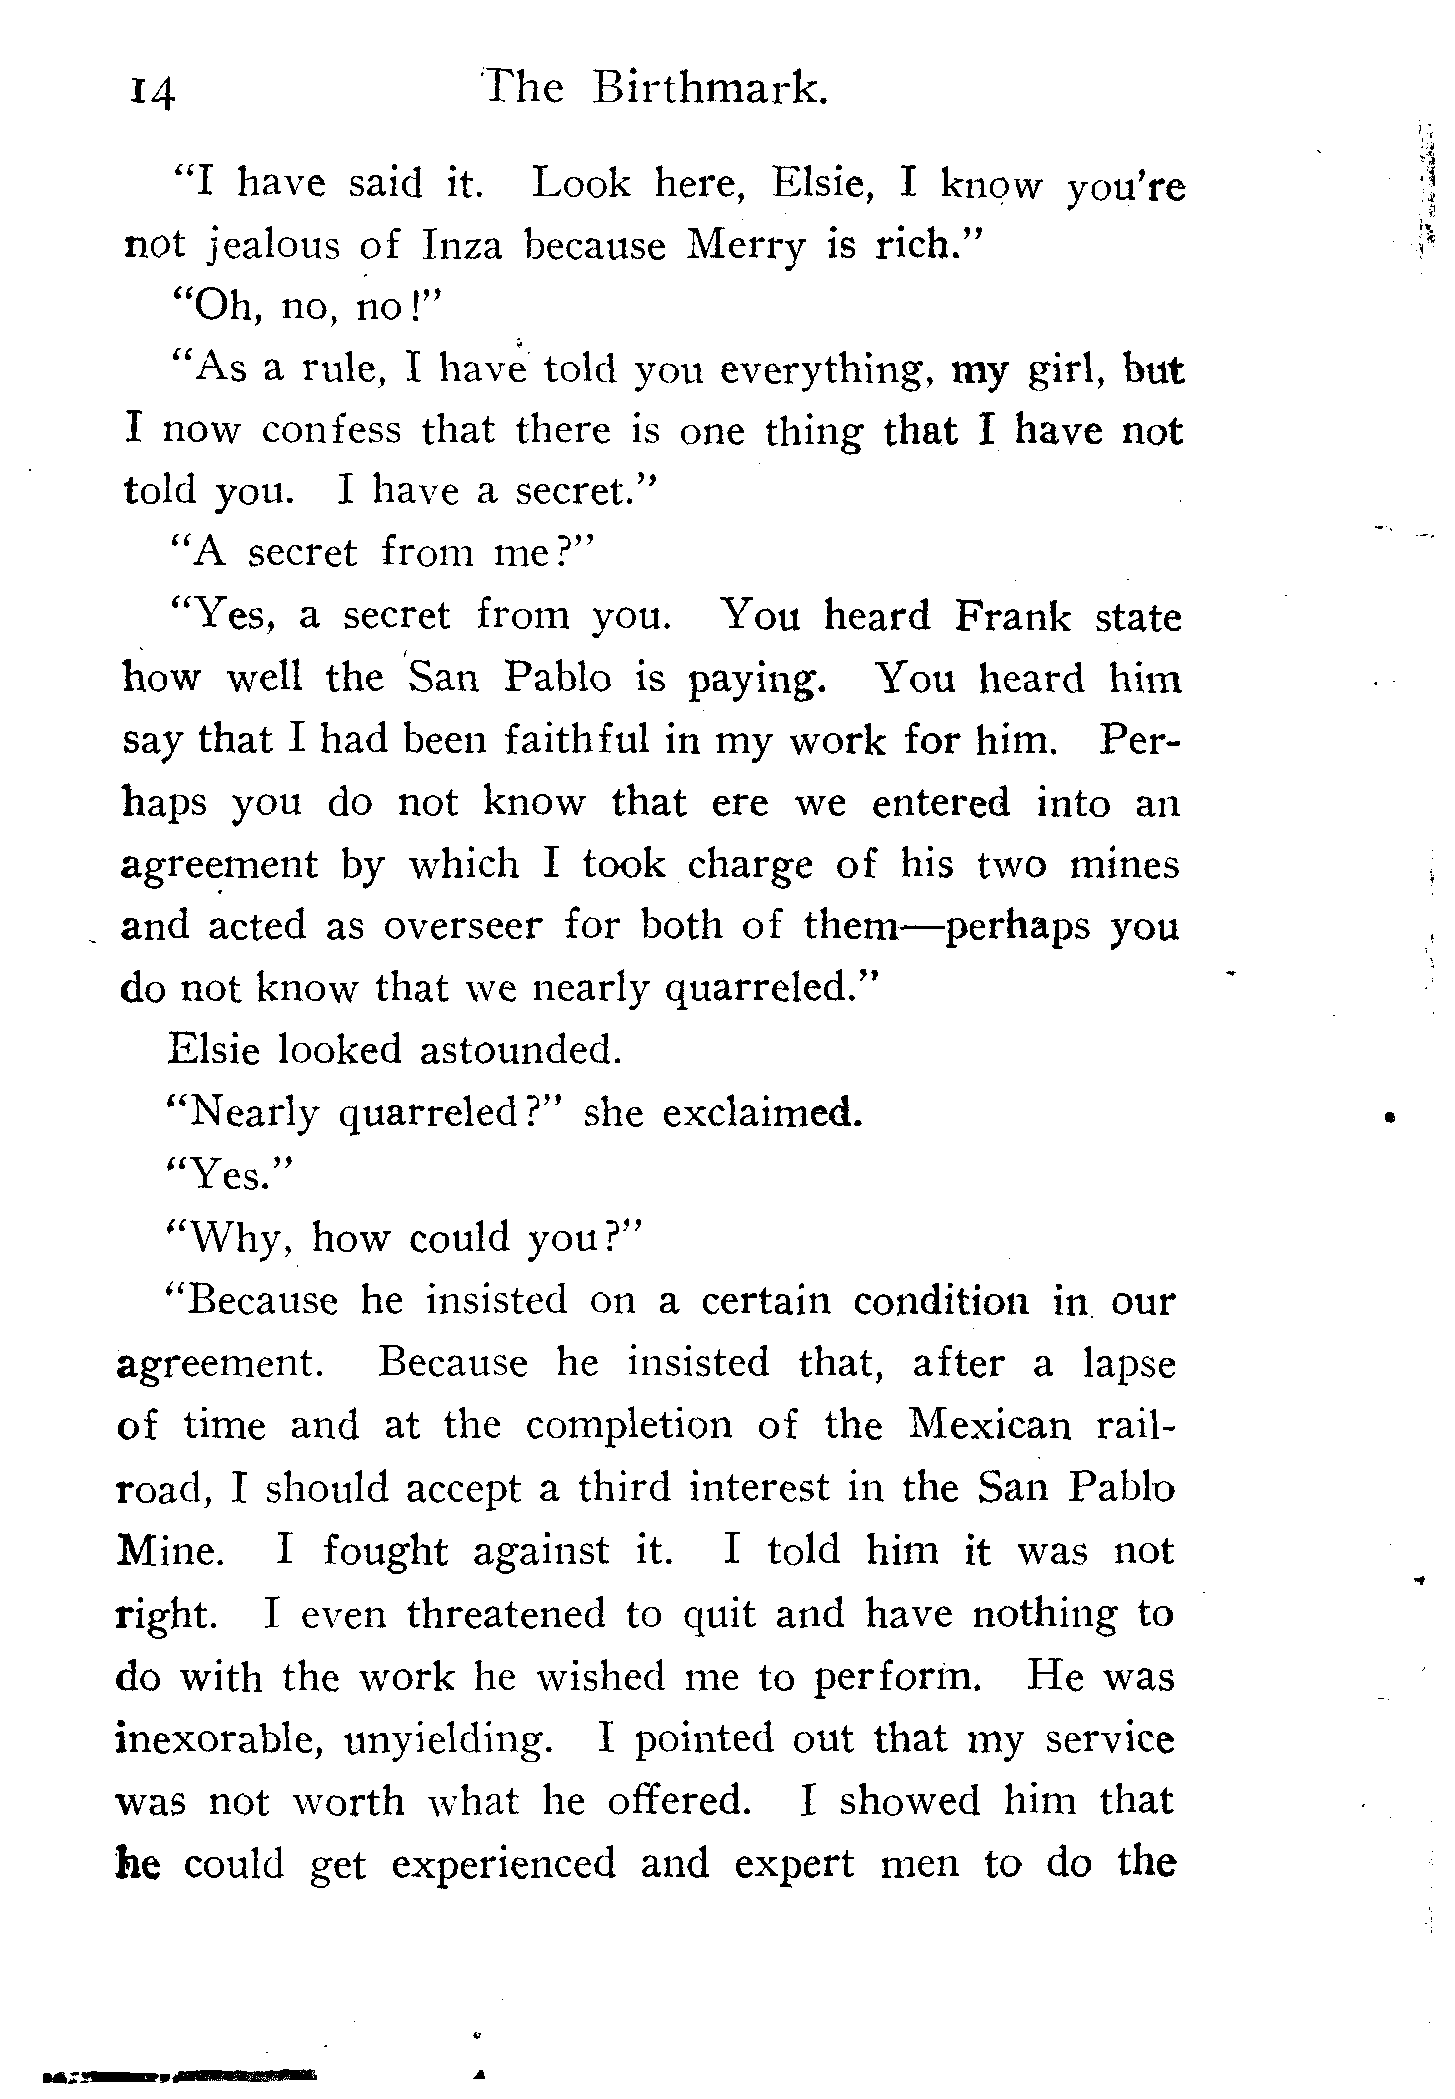 14 The Birthmark.
“I have said it. Look here, Elsie, I know you’re
not jealous of Inza because Merry is rich.”
“Oh, no, no!”
“As a rule, I have told you everything, my girl, but
I now confess that there is one thing that I have not
told you. I have a secret.”
“A secret from me?”
“Yes, a secret from you. You heard Frank state
how well the San Pablo is paying. You heard him
say that I had been faithful in my work for him. Per-
haps you do not know that ere we entered into an
agreement by which I took charge of his two mines
and acted as overseer for both of them—perhaps you
do not know that we nearly quarreled.”
Elsie looked astounded.
“Nearly quarreled?” she exclaimed.
“Yes.”
“Why, how could you?”
“Because he insisted on a certain condition in our
agreement. Because he insisted that, after a lapse
of time and at the completion of the Mexican rail-
road, I should accept a third interest in the San Pablo
Mine. I fought against it. I told him it was not
right. I even threatened to quit and have nothing to
do with the work he wished me to perform. He was
inexorable, unyielding. I pointed out that my service
was not worth what he offered. I showed him that
he could get experienced and expert men to do the